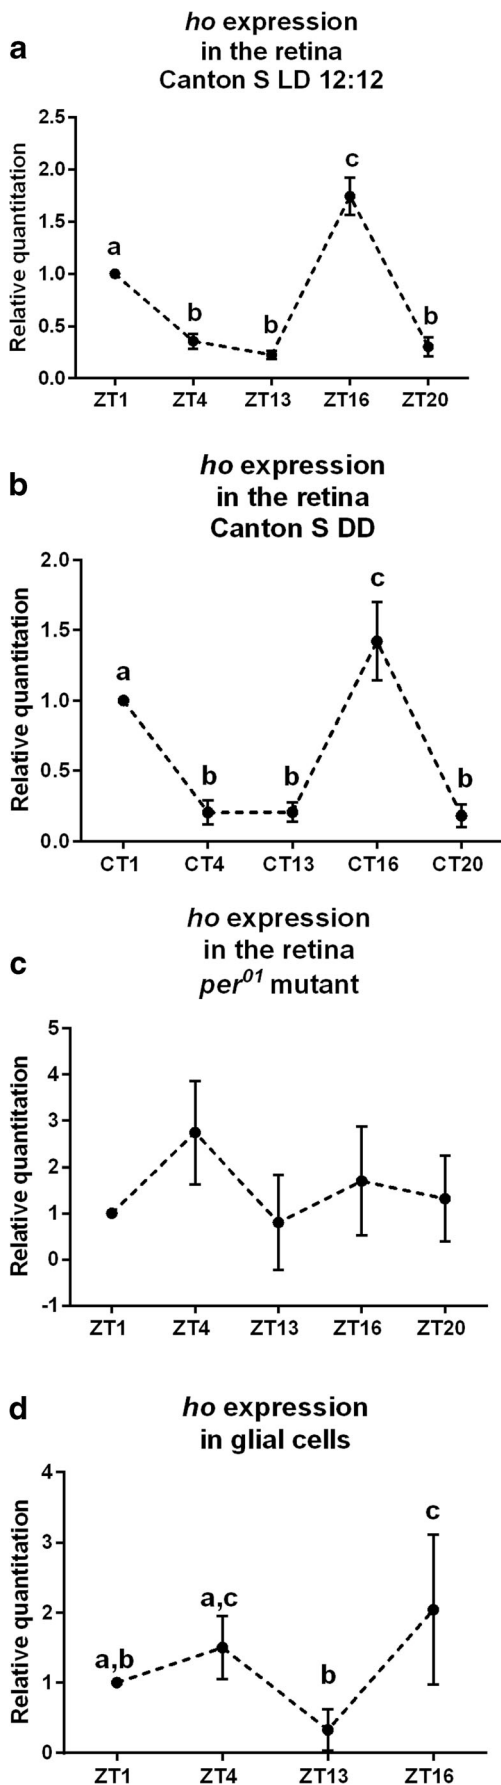 a
ho expression
in the retina
Canton S LD 12:12
Relative quantitation
2.5
2.0
1.5
1.0
0.5
0.0
a
b
b
c
b
ZT1 ZT4 ZT13 ZT16 ZT20
b
ho expression
in the retina
Canton S DD
Relative quantitation
2.0
1.5
1.0
0.5
0.0
a
b
b
c
b
CT1 CT4 CT13 CT16 CT20
c
ho expression
in the retina
per⁰¹ mutant
Relative quantitation
5
4
3
2
1
0
-1
ZT1 ZT4 ZT13 ZT16 ZT20
d
ho expression
in glial cells
Relative quantitation
4
3
2
1
0
a,b
a,c
b
c
ZT1 ZT4 ZT13 ZT16